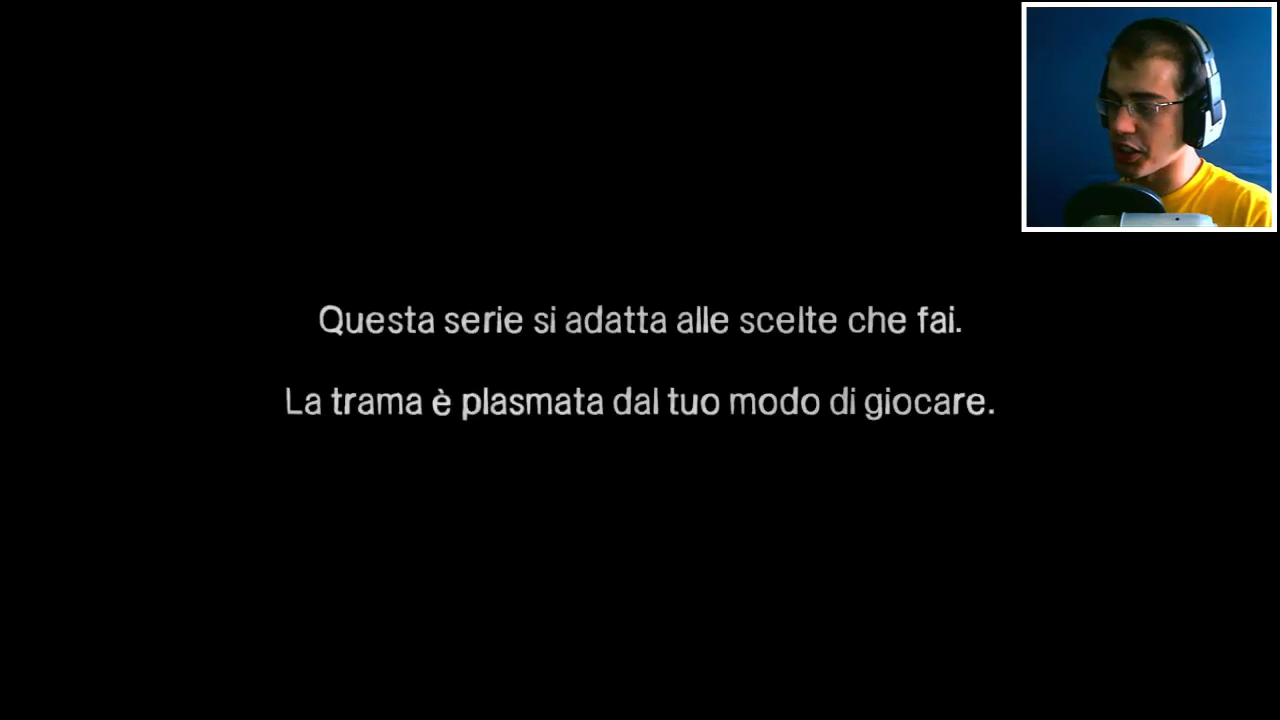 Questa serie si adatta alle scelte che fai.
La trama è plasmata dal tuo modo di giocare.